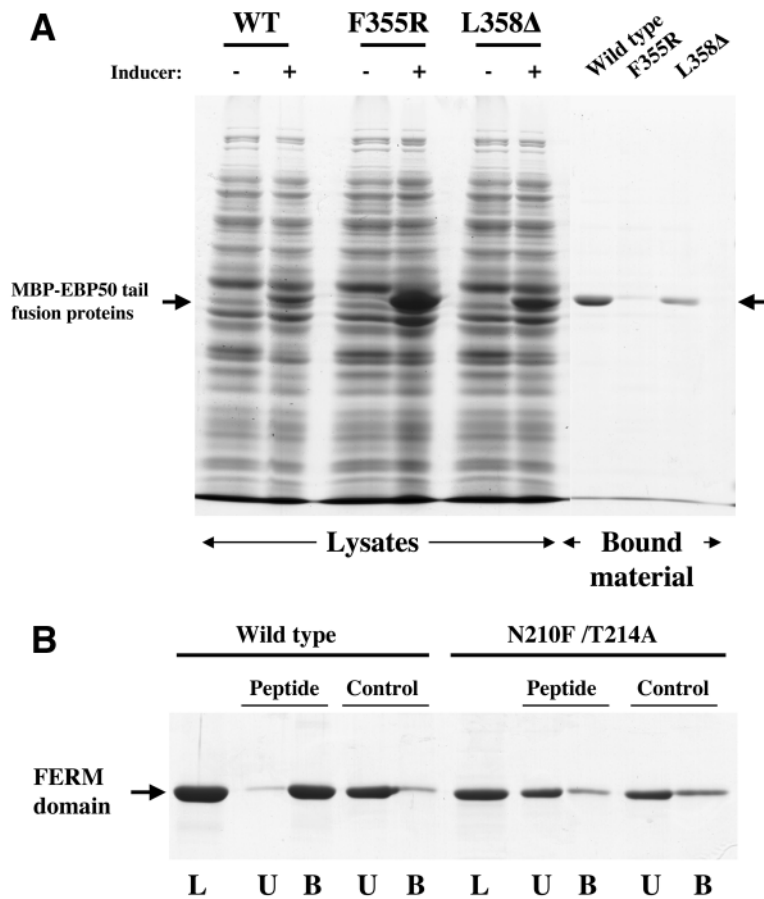 A
WT F355R L358Δ
Inducer: - + - + - + Wild type F355R L358Δ
MBP-EBP50 tail
fusion proteins
Lysates Bound
material
B
Wild type N210F /T214A
Peptide Control Peptide Control
FERM
domain
L U B U B L U B U B